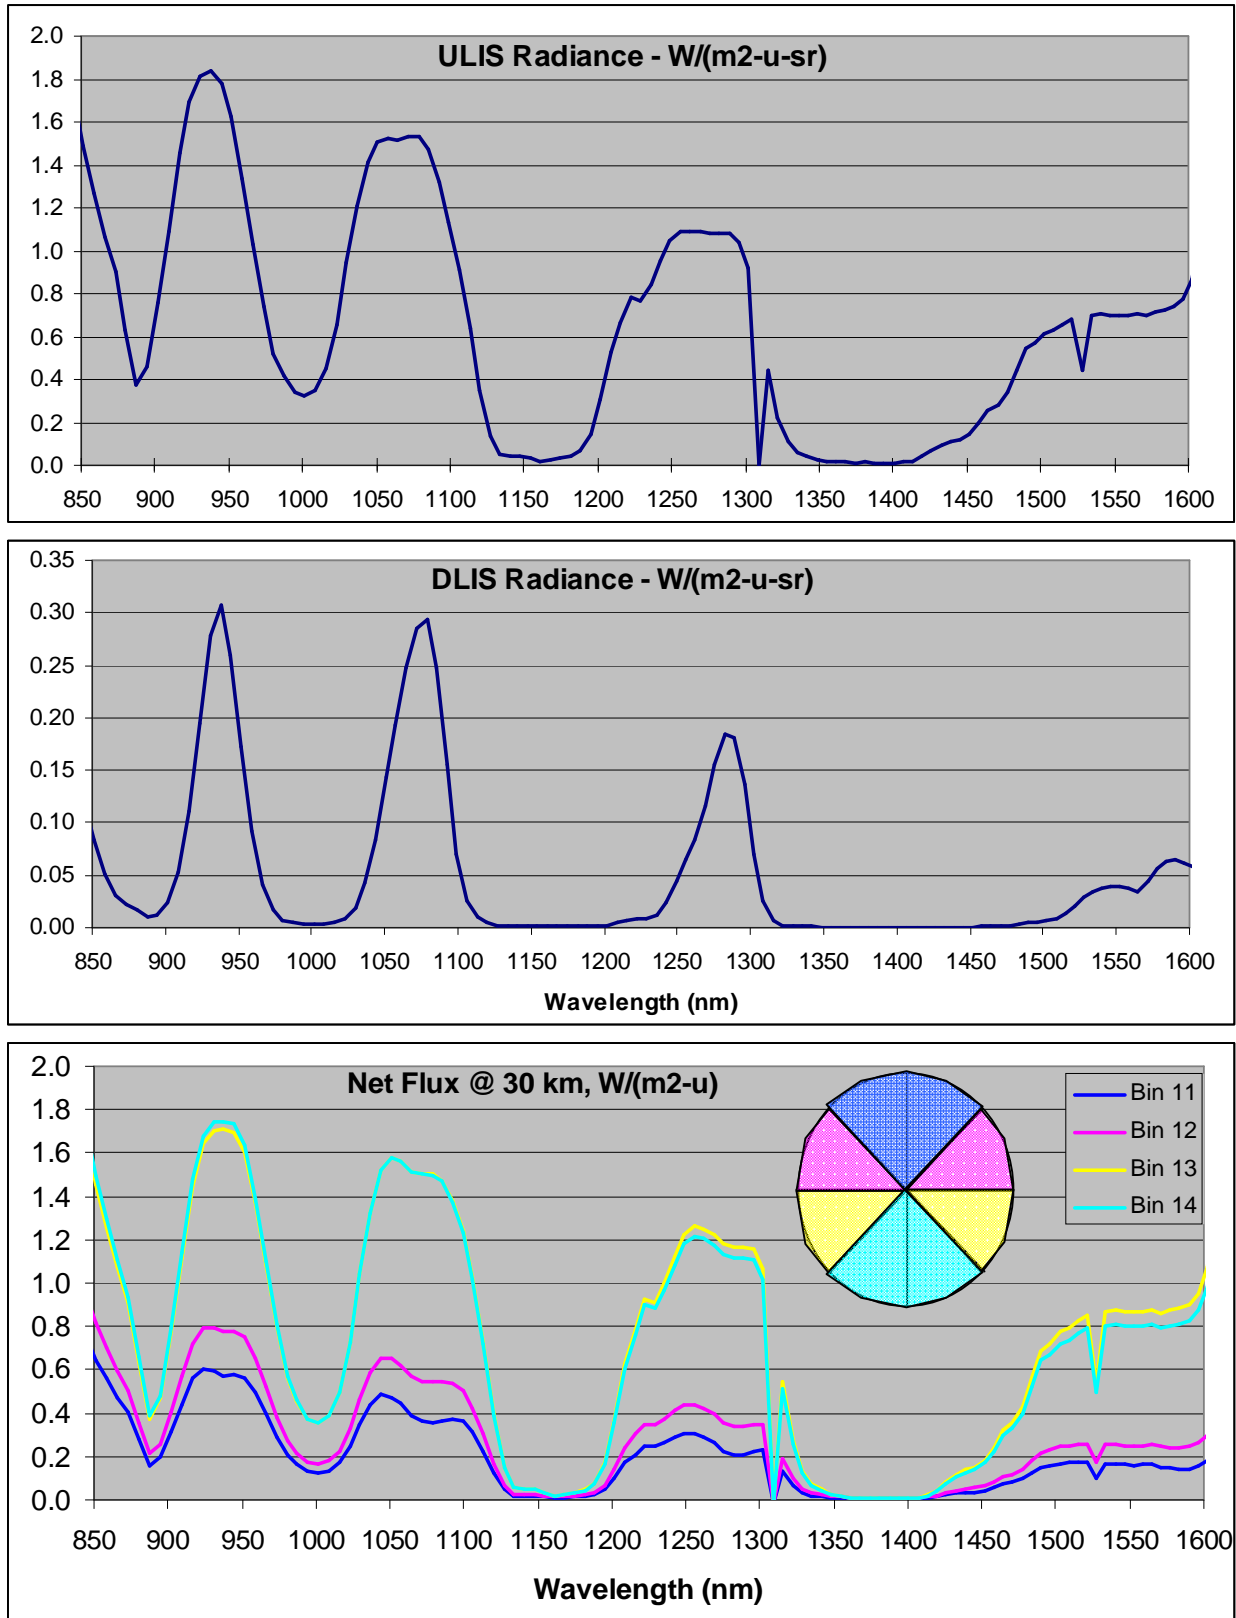 ULIS Radiance - W/(m2-u-sr)
2.0
1.8
1.6
1.4
1.2
1.0
0.8
0.6
0.4
0.2
0.0
850 900 950 1000 1050 1100 1150 1200 1250 1300 1350 1400 1450 1500 1550 1600
DLIS Radiance - W/(m2-u-sr)
0.35
0.30
0.25
0.20
0.15
0.10
0.05
0.00
850 900 950 1000 1050 1100 1150 1200 1250 1300 1350 1400 1450 1500 1550 1600
Wavelength (nm)
Net Flux @ 30 km, W/(m2-u)
2.0
1.8
1.6
1.4
1.2
1.0
0.8
0.6
0.4
0.2
0.0
Bin 11
Bin 12
Bin 13
Bin 14
850 900 950 1000 1050 1100 1150 1200 1250 1300 1350 1400 1450 1500 1550 1600
Wavelength (nm)